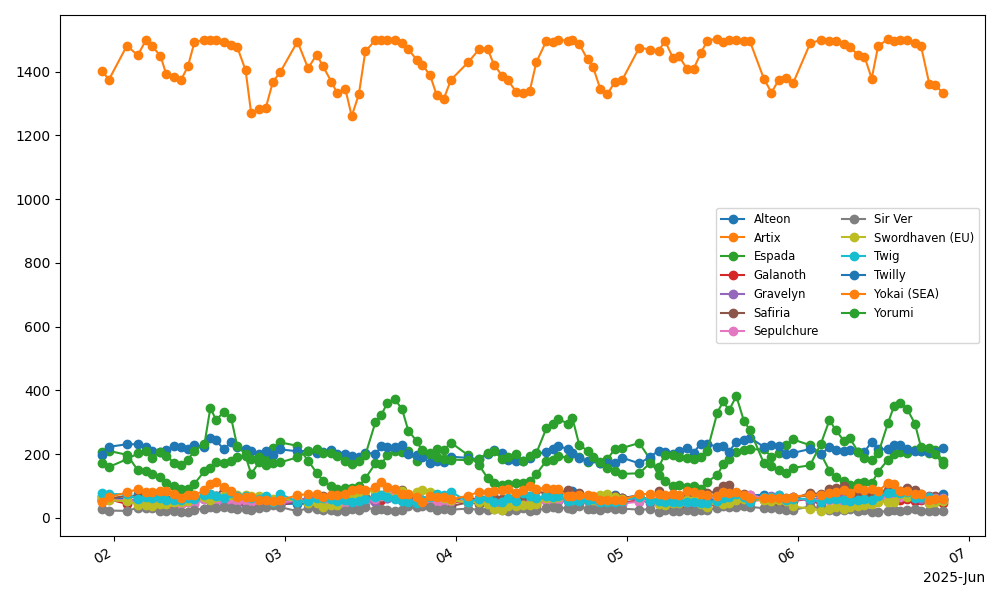 1400
1200
1000
800
600
400
200
0
Alteon
Artix
Espada
Galanoth
Gravelyn
Safiria
Sepulchure
Sir Ver
Swordhaven (EU)
Twig
Twilly
Yokai (SEA)
Yorumi
02
03
04
05
06
07
2025-Jun